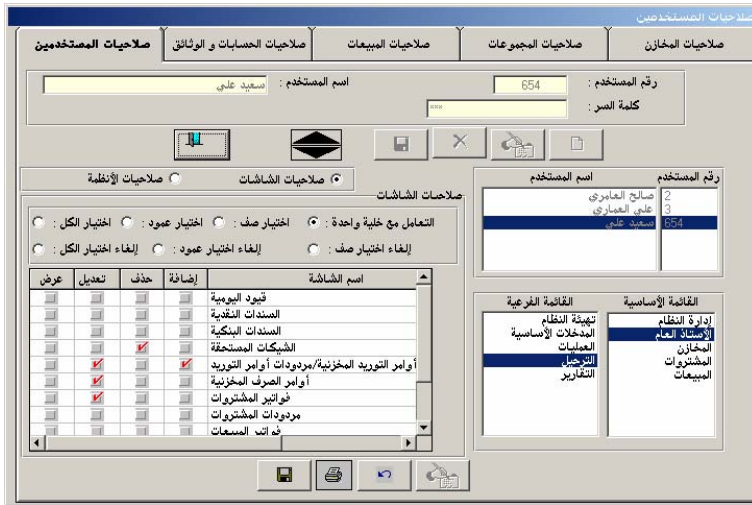 صلاحيات المستخدمين
صلاحيات المخازن
صلاحيات المجموعات
صلاحيات المبيعات
صلاحيات الحسابات و الوثائق
صلاحيات المستخدمين
رقم المستخدم : 654 اسم المستخدم : سعيد علي
كلمة السر : ***
صلاحيات الشاشات صلاحيات الأنظمة
رقم المستخدم اسم المستخدم
2 صالح العامري
3 علي العماري
654 سعيد علي
صلاحيات الشاشات
التعامل مع خلية واحدة : اختيار صف : اختيار عمود : اختيار الكل :
إلغاء اختيار صف : إلغاء اختيار عمود : إلغاء اختيار الكل :
اسم الشاشة إضافة حذف تعديل عرض
قيود اليومية
السندات النقدية
السندات البنكية
الشيكات المستحقة
أوامر التوريد المخزنية/مردودات أوامر التوريد
أوامر الصرف المخزنية
فواتير المشتروات
مردودات المشتروات
فواتير المبيعات
القائمة الأساسية
إدارة النظام
الأستاذ العام
المخازن
المشتروات
المبيعات
القائمة الفرعية
تهيئة النظام
المدخلات الأساسية
العمليات
الترحيل
التقارير